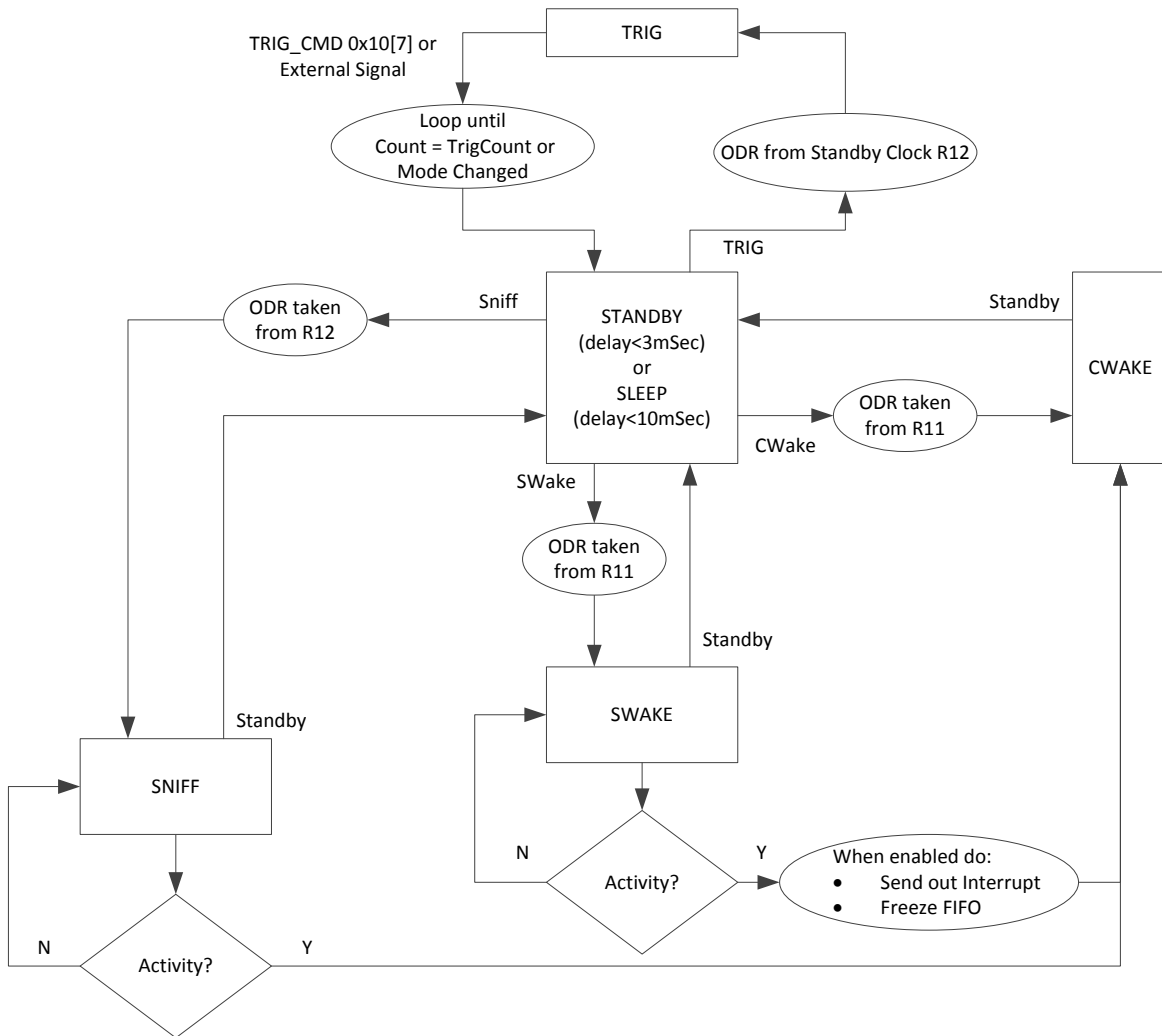 TRIG
TRIG_CMD 0x10[7] or
External Signal
Loop until
Count = TrigCount or
Mode Changed
ODR from Standby Clock R12
TRIG
Sniff
ODR taken
from R12
STANDBY
(delay<3mSec)
or
SLEEP
(delay<10mSec)
Standby
CWAKE
ODR taken
from R11
CWake
SWake
ODR taken
from R11
Standby
SWAKE
Standby
SNIFF
N
Activity?
Y
When enabled do:
• Send out Interrupt
• Freeze FIFO
N
Activity?
Y